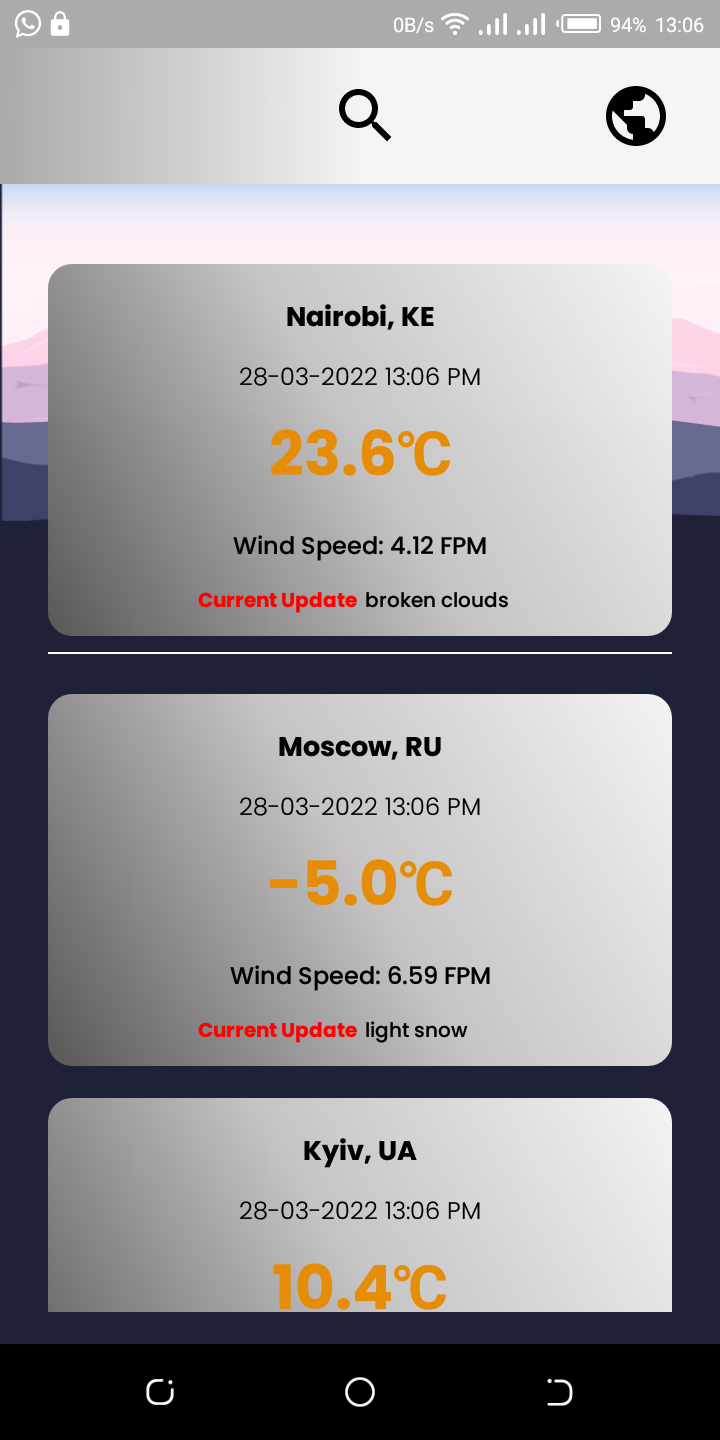 0B/s 94% 13:06
Nairobi, KE
28-03-2022 13:06 PM
23.6℃
Wind Speed: 4.12 FPM
Current Update broken clouds
Moscow, RU
28-03-2022 13:06 PM
-5.0℃
Wind Speed: 6.59 FPM
Current Update light snow
Kyiv, UA
28-03-2022 13:06 PM
10.4℃